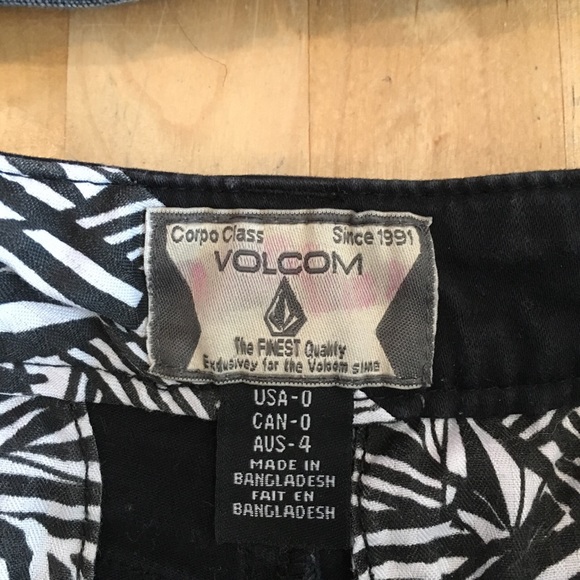 Corpo Class Since 1991
VOLCOM
The FINEST Quality
Exclusivey for the Volcom
USA-0
CAN-0
AUS-4
MADE IN
BANGLADESH
FAIT EN
BANGLADESH